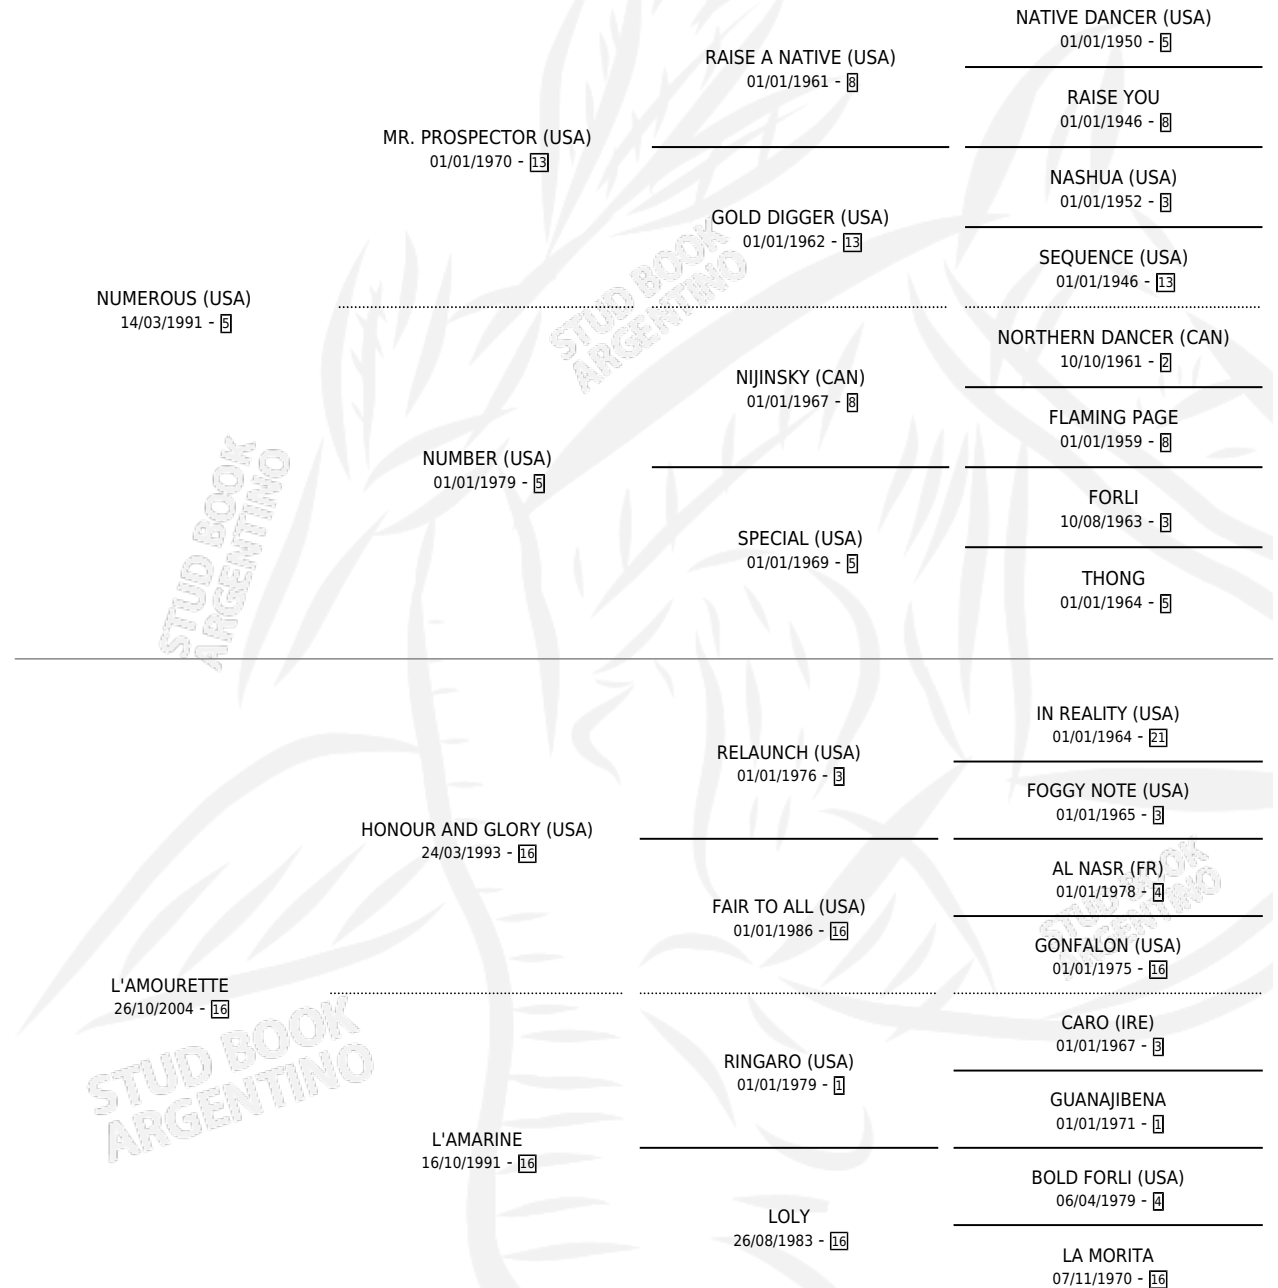 NATIVE DANCER (USA)
01/01/1950 - 5
RAISE A NATIVE (USA)
01/01/1961 - 8
RAISE YOU
01/01/1946 - 8
MR. PROSPECTOR (USA)
01/01/1970 - 13
NASHUA (USA)
01/01/1952 - 3
GOLD DIGGER (USA)
01/01/1962 - 13
SEQUENCE (USA)
01/01/1946 - 13
NUMEROUS (USA)
14/03/1991 - 5
NORTHERN DANCER (CAN)
10/10/1961 - 2
NIJINSKY (CAN)
01/01/1967 - 8
FLAMING PAGE
01/01/1959 - 8
NUMBER (USA)
01/01/1979 - 5
FORLI
10/08/1963 - 3
SPECIAL (USA)
01/01/1969 - 5
THONG
01/01/1964 - 5
STUD BOOK
ARGENTINO
STUD BOOK
ARGENTINO
IN REALITY (USA)
01/01/1964 - 21
RELAUNCH (USA)
01/01/1976 - 3
FOGGY NOTE (USA)
01/01/1965 - 3
HONOUR AND GLORY (USA)
24/03/1993 - 16
AL NASR (FR)
01/01/1978 - 4
FAIR TO ALL (USA)
01/01/1986 - 16
GONFALON (USA)
01/01/1975 - 16
STUD BOOK
ARGENTINO
L'AMOURETTE
26/10/2004 - 16
CARO (IRE)
01/01/1967 - 3
RINGARO (USA)
01/01/1979 - 1
GUANAJIBENA
01/01/1971 - 1
L'AMARINE
16/10/1991 - 16
BOLD FORLI (USA)
06/04/1979 - 4
LOLY
26/08/1983 - 16
LA MORITA
07/11/1970 - 16
STUD BOOK
ARGENTINO